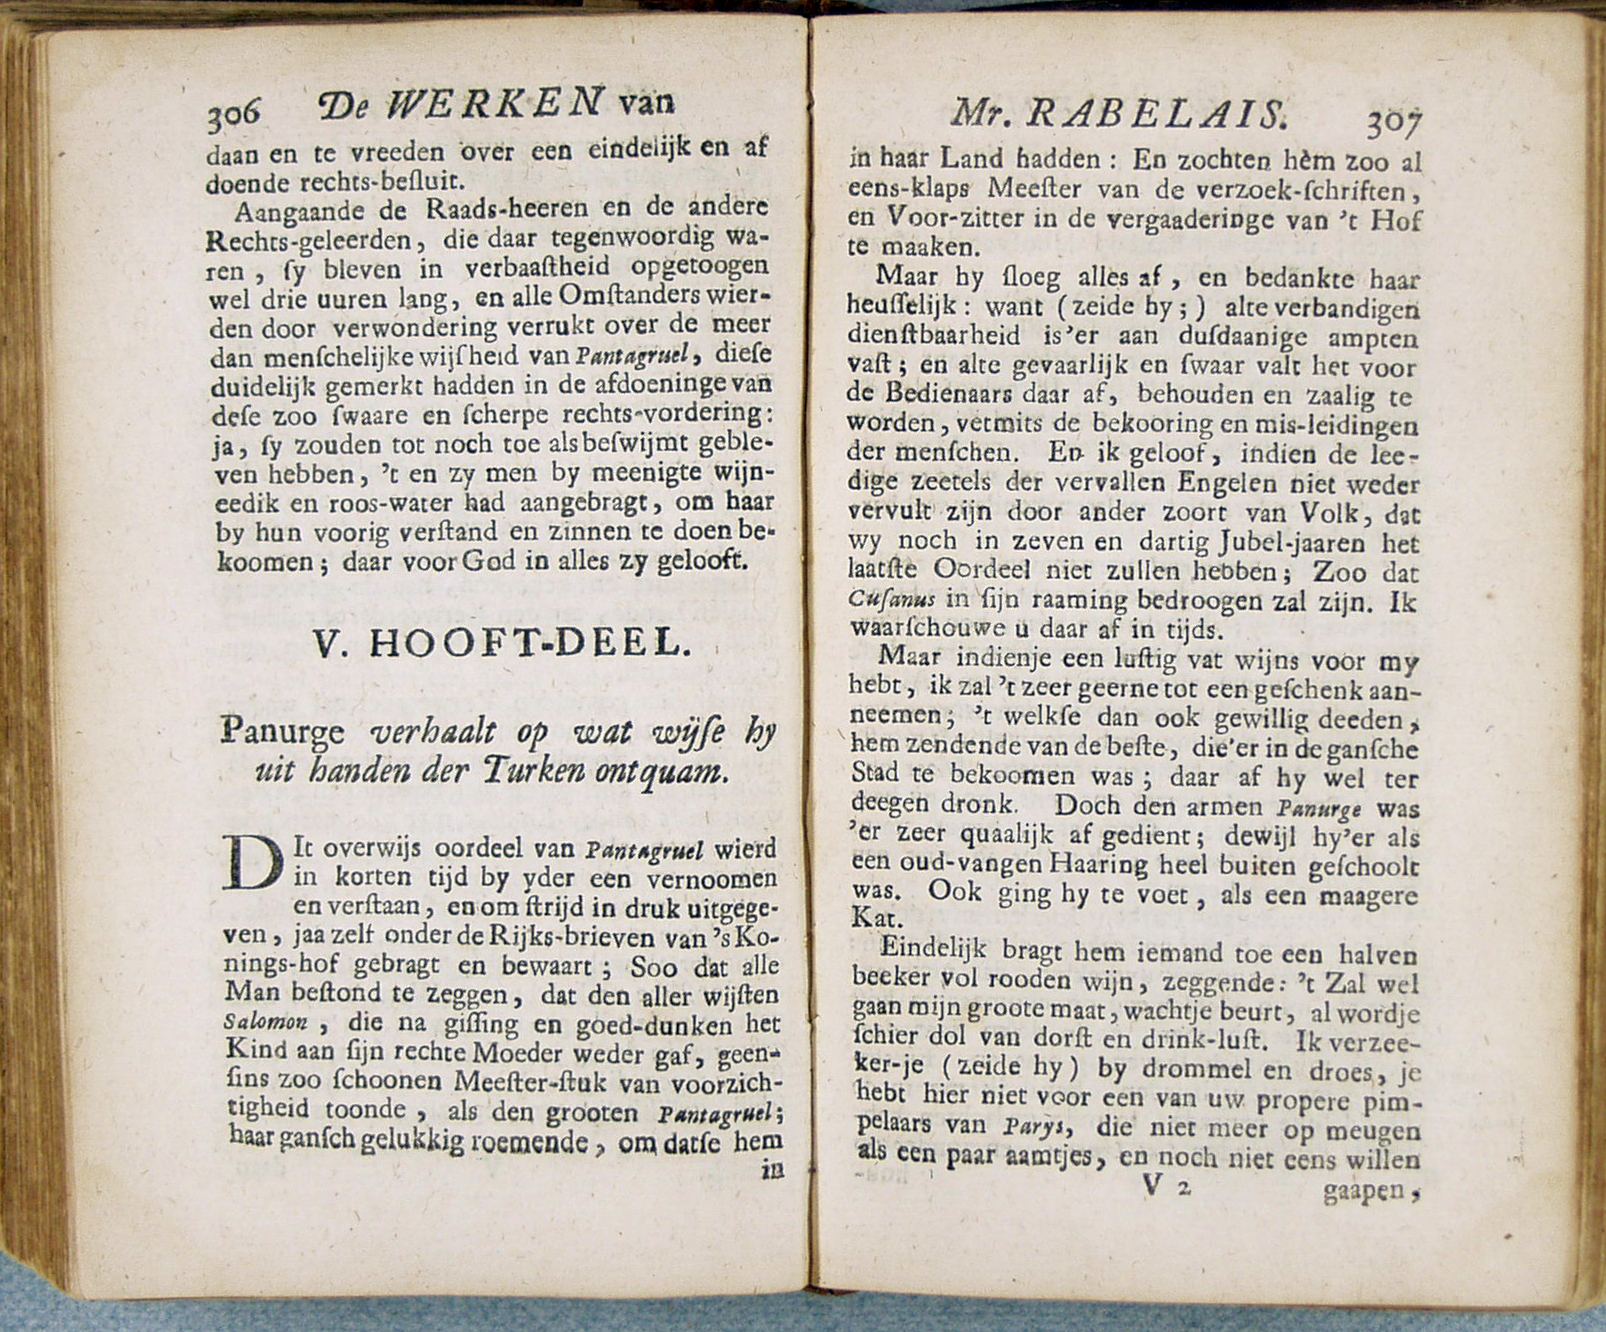 306 De WERKEN van
daan en te vreeden over een eindelijk en af
doende rechts-beſluit.
Aangaande de Raads-heeren en de andere
Rechts-geleerden, die daar tegenwoordig wa-
ren, ſy bleven in verbaaſtheid opgetoogen
wel drie uuren lang, en alle Omſtanders wier-
den door verwondering verrukt over de meer
dan menſchelijke wijſheid van Pantagruel, dieſe
duidelijk gemerkt hadden in de afdoeninge van
deſe zoo ſwaare en ſcherpe rechts-vordering:
ja, ſy zouden tot noch toe als beſwijmt geble-
ven hebben, 't en zy men by meenigte wijn-
eedik en roos-water had aangebragt, om haar
by hun voorig verſtand en zinnen te doen be-
koomen; daar voor God in alles zy gelooft.
V. HOOFT-DEEL.
Panurge verhaalt op wat wijſe hy
uit handen der Turken ontquam.
DIt overwijs oordeel van Pantagruel wierd
in korten tijd by yder een vernoomen
en verſtaan, en om ſtrijd in druk uitgege-
ven, jaa zelf onder de Rijks-brieven van 's Ko-
nings-hof gebragt en bewaart; Soo dat alle
Man beſtond te zeggen, dat den aller wijſten
Salomon, die na giſſing en goed-dunken het
Kind aan ſijn rechte Moeder weder gaf, geen-
ſins zoo ſchoonen Meeſter-ſtuk van voorzich-
tigheid toonde, als den grooten Pantagruel;
haar ganſch gelukkig roemende, om datſe hem
in
Mr. RABELAIS. 307
in haar Land hadden: En zochten hèm zoo al
eens-klaps Meeſter van de verzoek-ſchriften,
en Voor-zitter in de vergaaderinge van 't Hof
te maaken.
Maar hy ſloeg alles af, en bedankte haar
heuſſelijk: want (zeide hy;) alte verbandigen
dienſtbaarheid is'er aan duſdaanige ampten
vaſt; en alte gevaarlijk en ſwaar valt het voor
de Bedienaars daar af, behouden en zaalig te
worden, vermits de bekooring en mis-leidingen
der menſchen. En ik geloof, indien de lee-
dige zeetels der vervallen Engelen niet weder
vervult zijn door ander zoort van Volk, dat
wy noch in zeven en dartig Jubel-jaaren het
laatſte Oordeel niet zullen hebben; Zoo dat
Cuſanus in ſijn raaming bedroogen zal zijn. Ik
waarſchouwe u daar af in tijds.
Maar indienje een luſtig vat wijns voor my
hebt, ik zal 't zeer geerne tot een geſchenk aan-
neemen; 't welkſe dan ook gewillig deeden,
hem zendende van de beſte, die'er in de ganſche
Stad te bekoomen was; daar af hy wel ter
deegen dronk. Doch den armen Panurge was
'er zeer quaalijk af gedient; dewijl hy'er als
een oud-vangen Haaring heel buiten geſchoolt
was. Ook ging hy te voet, als een maagere
Kat.
Eindelijk bragt hem iemand toe een halven
beeker vol rooden wijn, zeggende: 't Zal wel
gaan mijn groote maat, wachtje beurt, al wordje
ſchier dol van dorſt en drink-luſt. Ik verzee-
ker-je (zeide hy) by drommel en droes, je
hebt hier niet voor een van uw propere pim-
pelaars van Parys, die niet meer op meugen
als een paar aamtjes, en noch niet eens willen
V 2 gaapen,